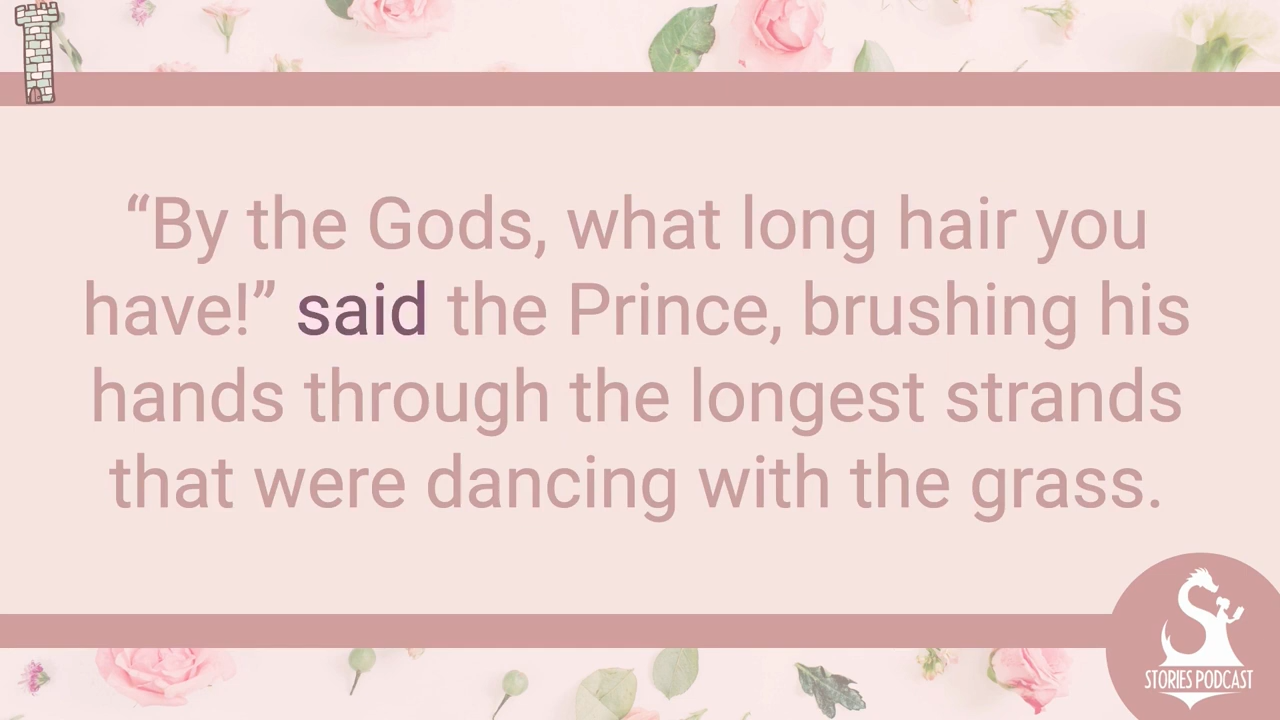 “By the Gods, what long hair you
have!” said the Prince, brushing his
hands through the longest strands
that were dancing with the grass.
STORIES PODCAST